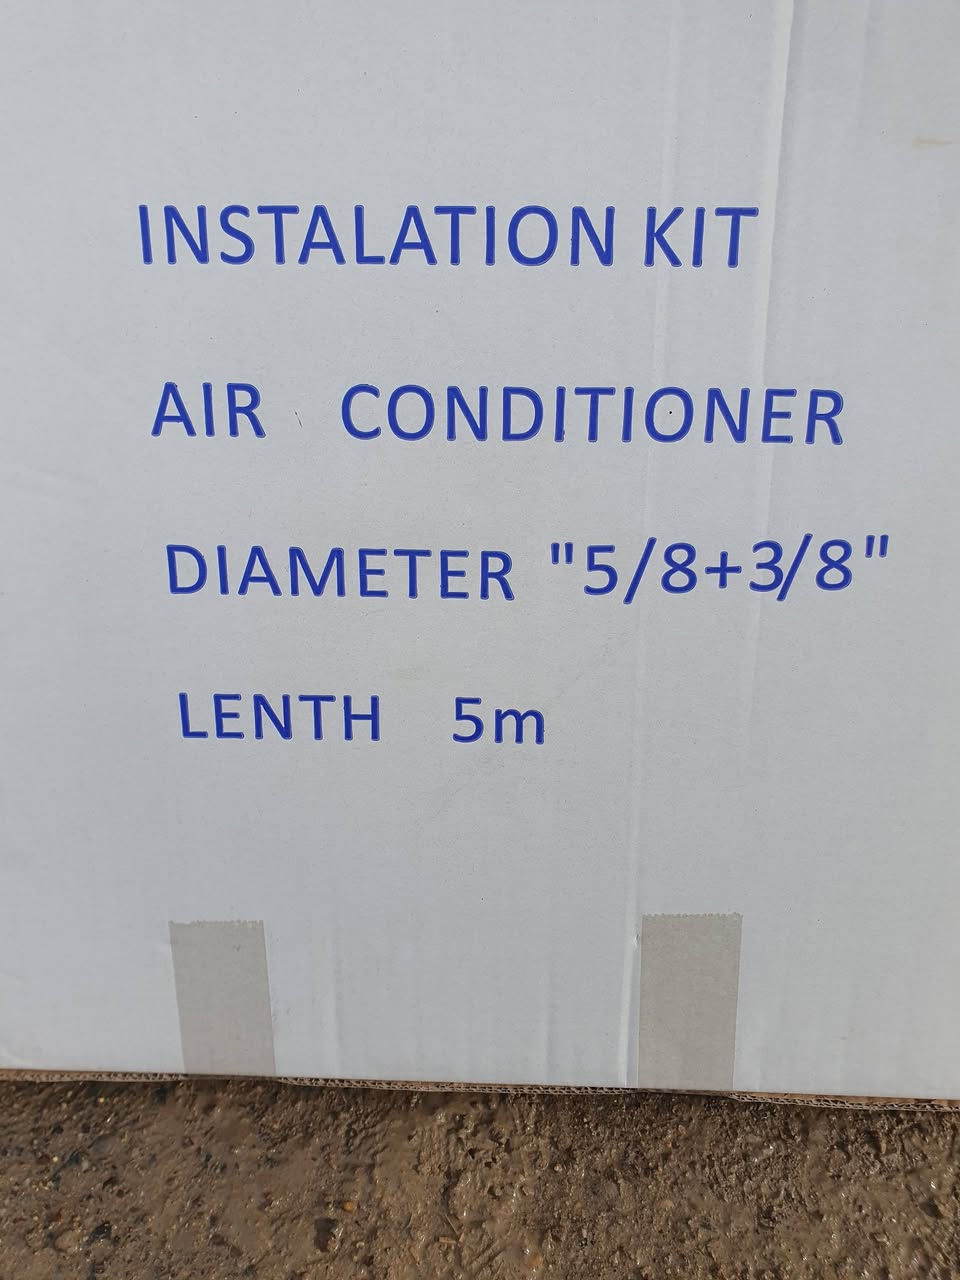 INSTALATION KIT
AIR CONDITIONER
DIAMETER "5/8+3/8"
LENTH 5m